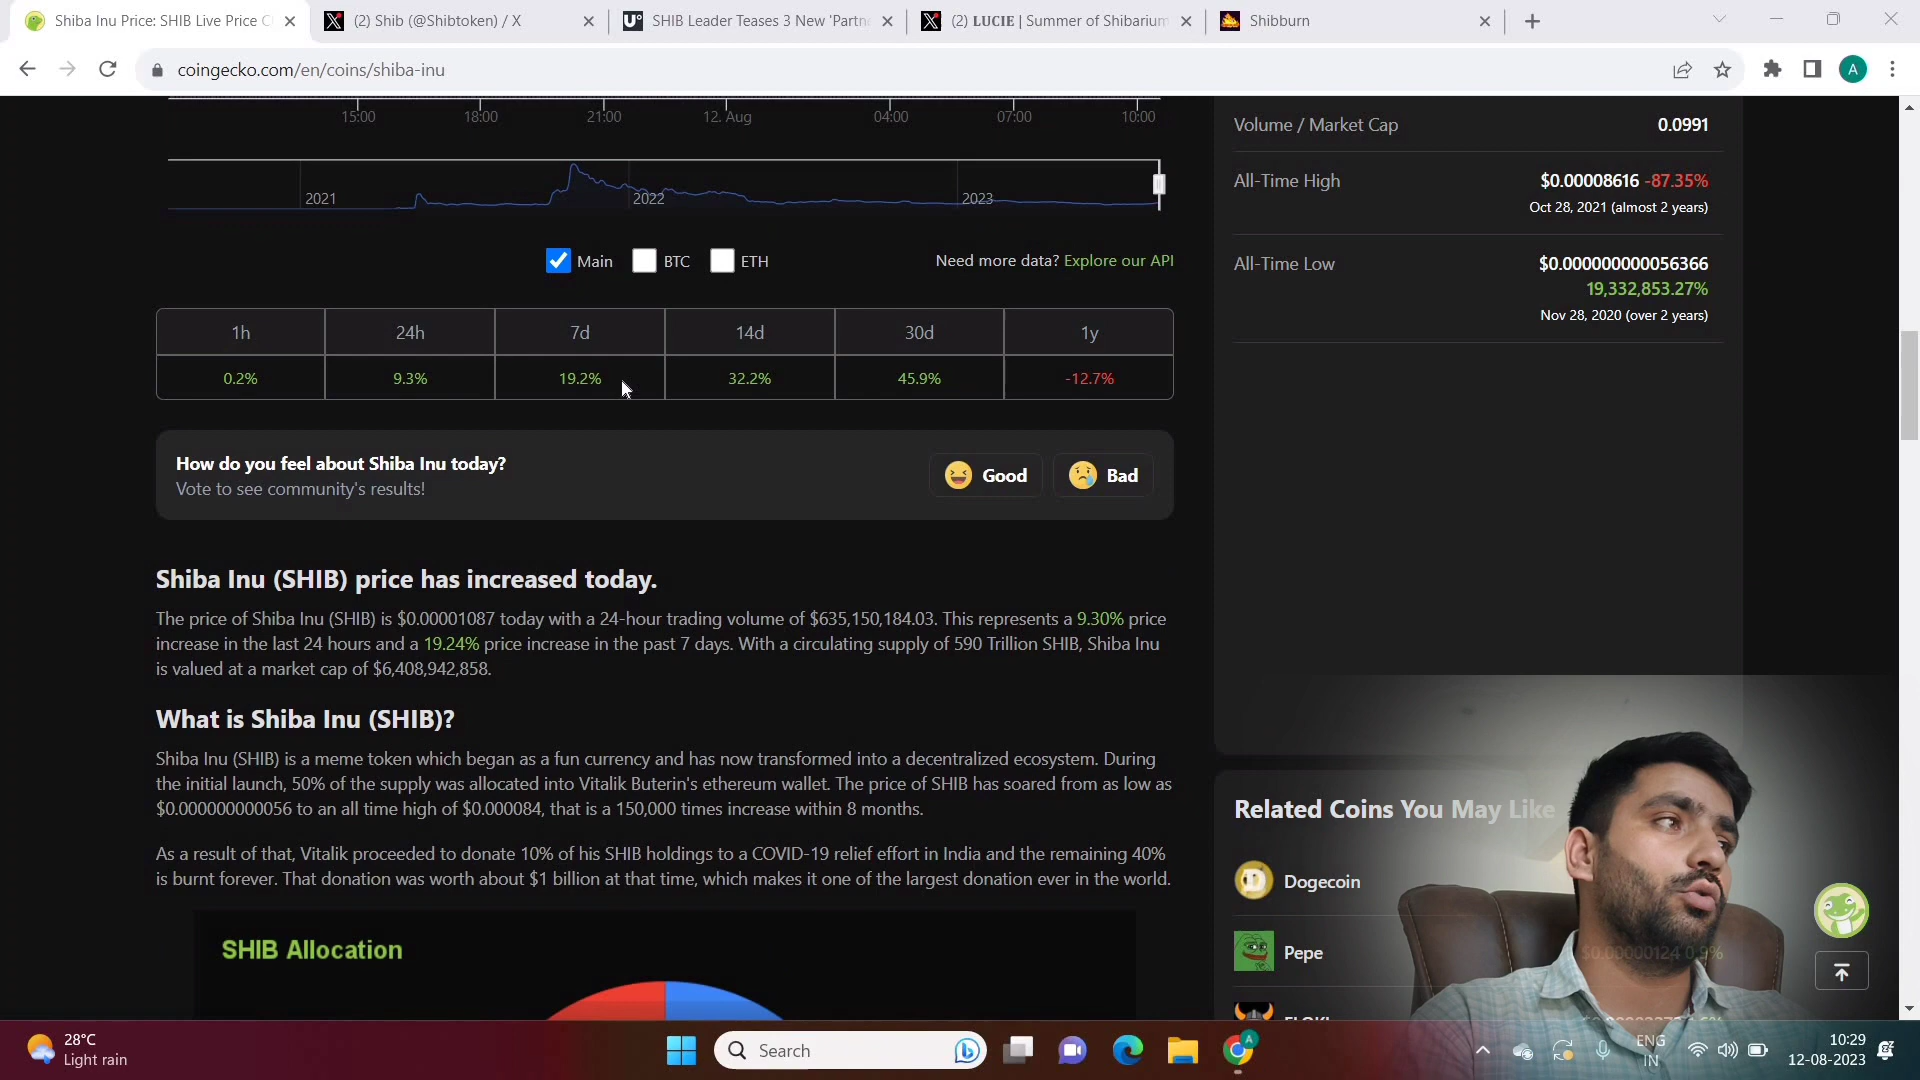 Shiba Inu Price: SHIB Live Price C
(2) Shib (@Shibtoken) / X
SHIB Leader Teases 3 New 'Partn
(2) LUCIE | Summer of Shibarium
Shibburn
coingecko.com/en/coins/shiba-inu
A
15:00 18:00 21:00 12. Aug 04:00 07:00 10:00
2021 2022 2023
Main BTC ETH
Need more data? Explore our API
1h 24h 7d 14d 30d 1y
0.2% 9.3% 19.2% 32.2% 45.9% -12.7%
How do you feel about Shiba Inu today?
Vote to see community's results!
Good Bad
Shiba Inu (SHIB) price has increased today.
The price of Shiba Inu (SHIB) is $0.00001087 today with a 24-hour trading volume of $635,150,184.03. This represents a 9.30% price
increase in the last 24 hours and a 19.24% price increase in the past 7 days. With a circulating supply of 590 Trillion SHIB, Shiba Inu
is valued at a market cap of $6,408,942,858.
What is Shiba Inu (SHIB)?
Shiba Inu (SHIB) is a meme token which began as a fun currency and has now transformed into a decentralized ecosystem. During
the initial launch, 50% of the supply was allocated into Vitalik Buterin's ethereum wallet. The price of SHIB has soared from as low as
$0.000000000056 to an all time high of $0.000084, that is a 150,000 times increase within 8 months.
As a result of that, Vitalik proceeded to donate 10% of his SHIB holdings to a COVID-19 relief effort in India and the remaining 40%
is burnt forever. That donation was worth about $1 billion at that time, which makes it one of the largest donation ever in the world.
SHIB Allocation
Volume / Market Cap 0.0991
All-Time High $0.00008616 -87.35%
Oct 28, 2021 (almost 2 years)
All-Time Low $0.000000000056366
19,332,853.27%
Nov 28, 2020 (over 2 years)
Related Coins You May Like
Dogecoin
Pepe $0.00000124 0.9%
28°C
Light rain
Search
A
ENG
IN
10:29
12-08-2023